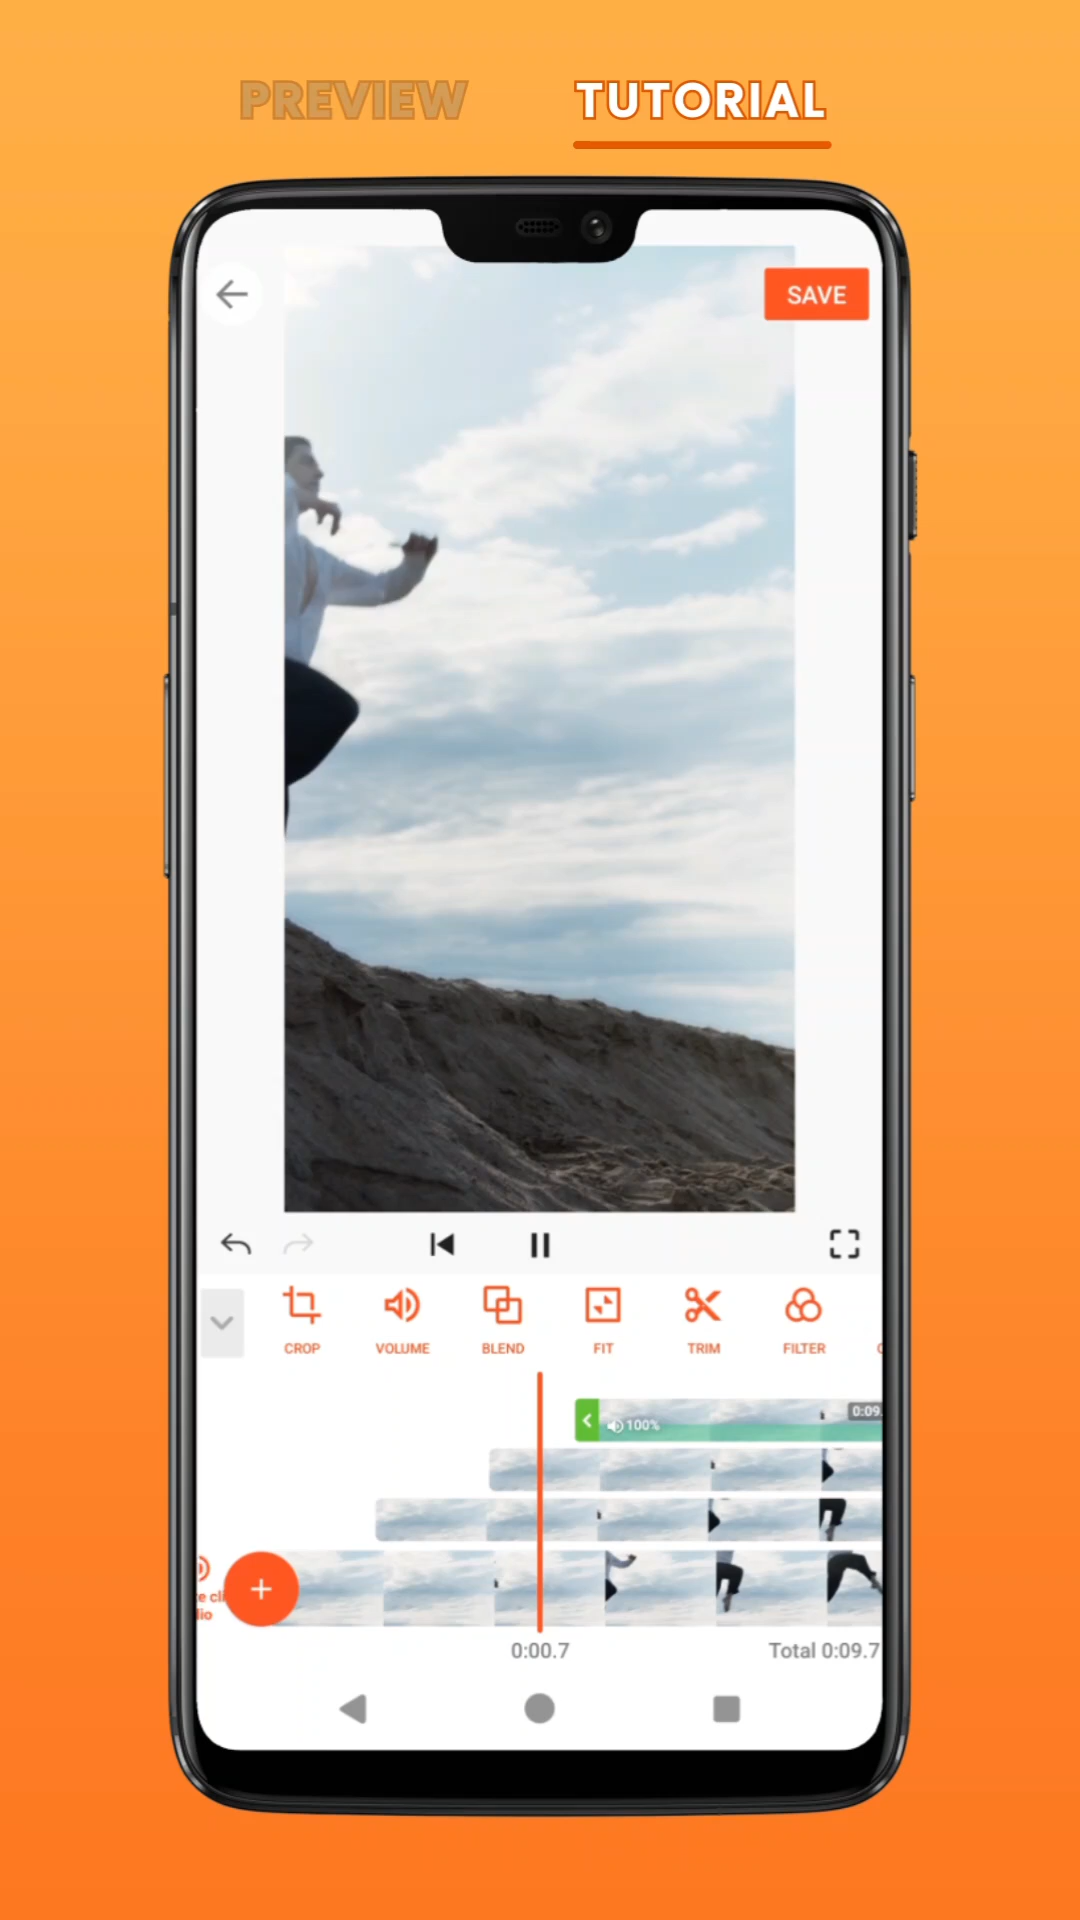 PREVIEW TUTORIAL
SAVE
CROP VOLUME BLEND FIT TRIM FILTER
0:09.
100%
0:00.7 Total 0:09.7